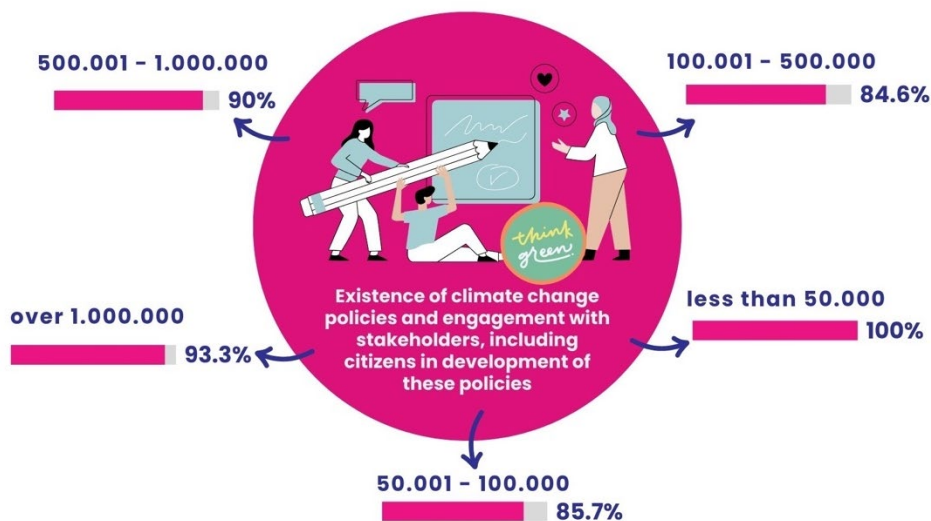 500.001 - 1.000.000
90%
100.001 - 500.000
84.6%
think
green.
Existence of climate change
policies and engagement with
stakeholders, including
citizens in development of
these policies
over 1.000.000
93.3%
less than 50.000
100%
50.001 - 100.000
85.7%